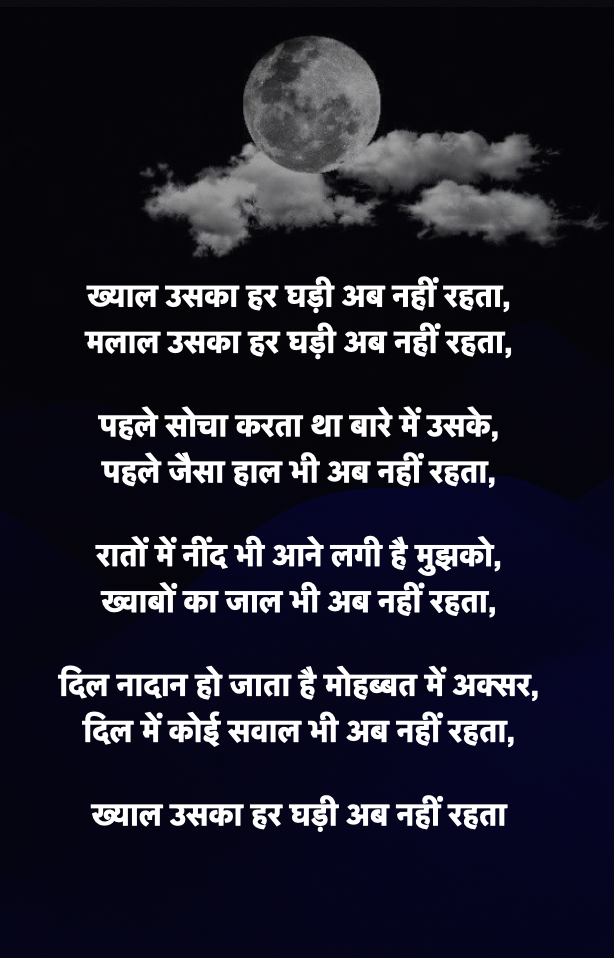 ख्याल उसका हर घड़ी अब नहीं रहता,
मलाल उसका हर घड़ी अब नहीं रहता,
पहले सोचा करता था बारे में उसके,
पहले जैसा हाल भी अब नहीं रहता,
रातों में नींद भी आने लगी है मुझको,
ख्वाबों का जाल भी अब नहीं रहता,
दिल नादान हो जाता है मोहब्बत में अक्सर,
दिल में कोई सवाल भी अब नहीं रहता,
ख्याल उसका हर घड़ी अब नहीं रहता